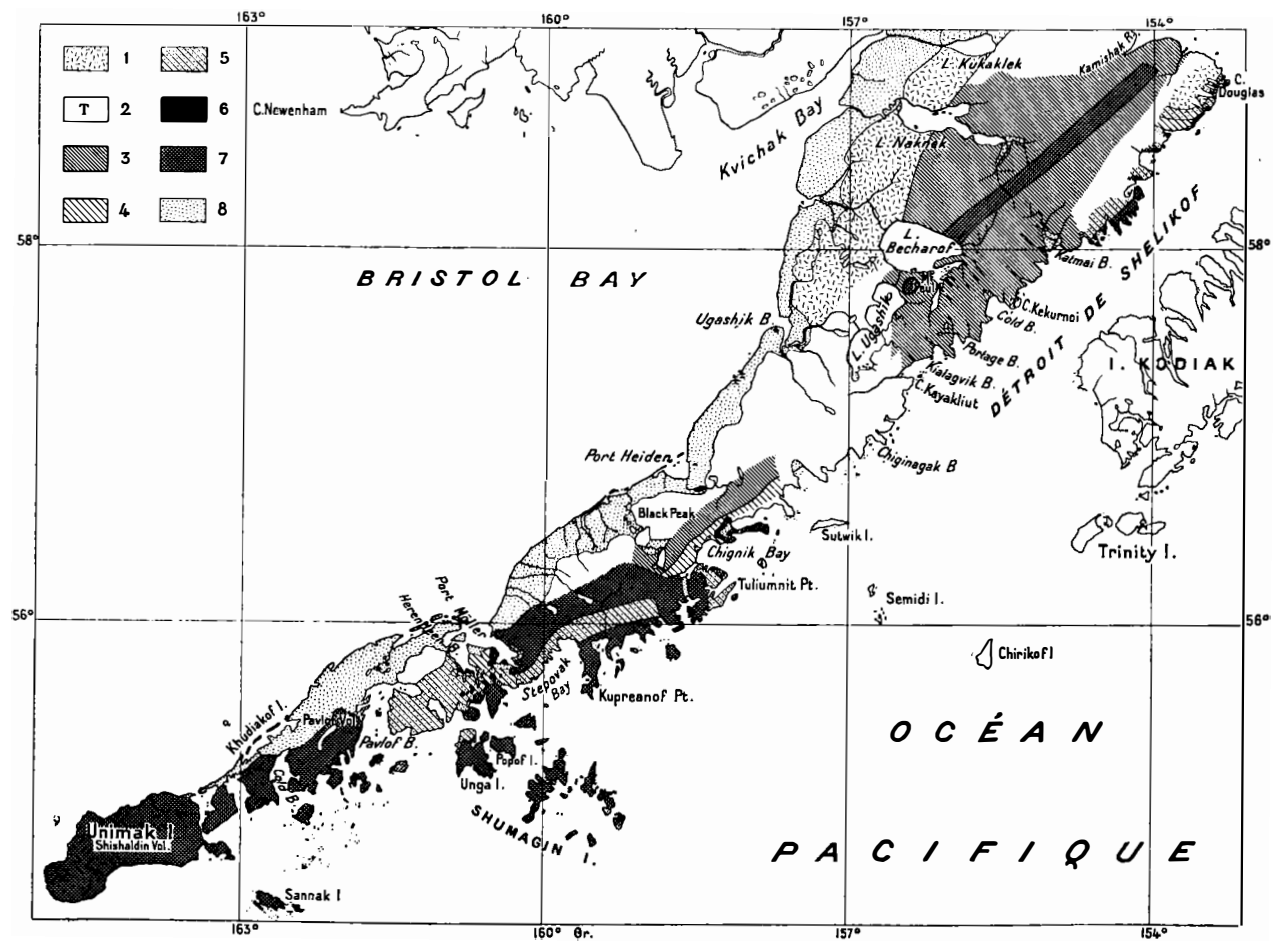 163° 160° 157° 154°
1 5
2 T 6
3 7
4 8
C. Newenham
Kvichak Bay
L. Kukaklek
Kamishak Ry.
C. Douglas
L. Naknak
58° 58°
L. Becharof
Katmai B.
DÉTROIT DE SHELIKOF
BRISTOL BAY
C. Kekurnoi
Cold B.
Ugashik B.
L. Ugashik
Portage B.
Kialagvik B.
C. Kayakliut
I. KODIAK
Port Heiden
Chiginagak B
Black Peak
Sutwik I.
Trinity I.
Chignik Bay
Tuliumnit Pt.
Semidi I.
56° 56°
Port Möller
Chirikof I
Stepovak Bay
Kupreanof Pt.
Khudiakof I.
Pavlof Vol.
Pavlof B.
OCÉAN
Cold B.
Popof I.
Unga I.
SHUMAGIN I.
Unimak I
Shishaldin Vol.
PACIFIQUE
Sannak I
163° 160° Gr. 157° 154°